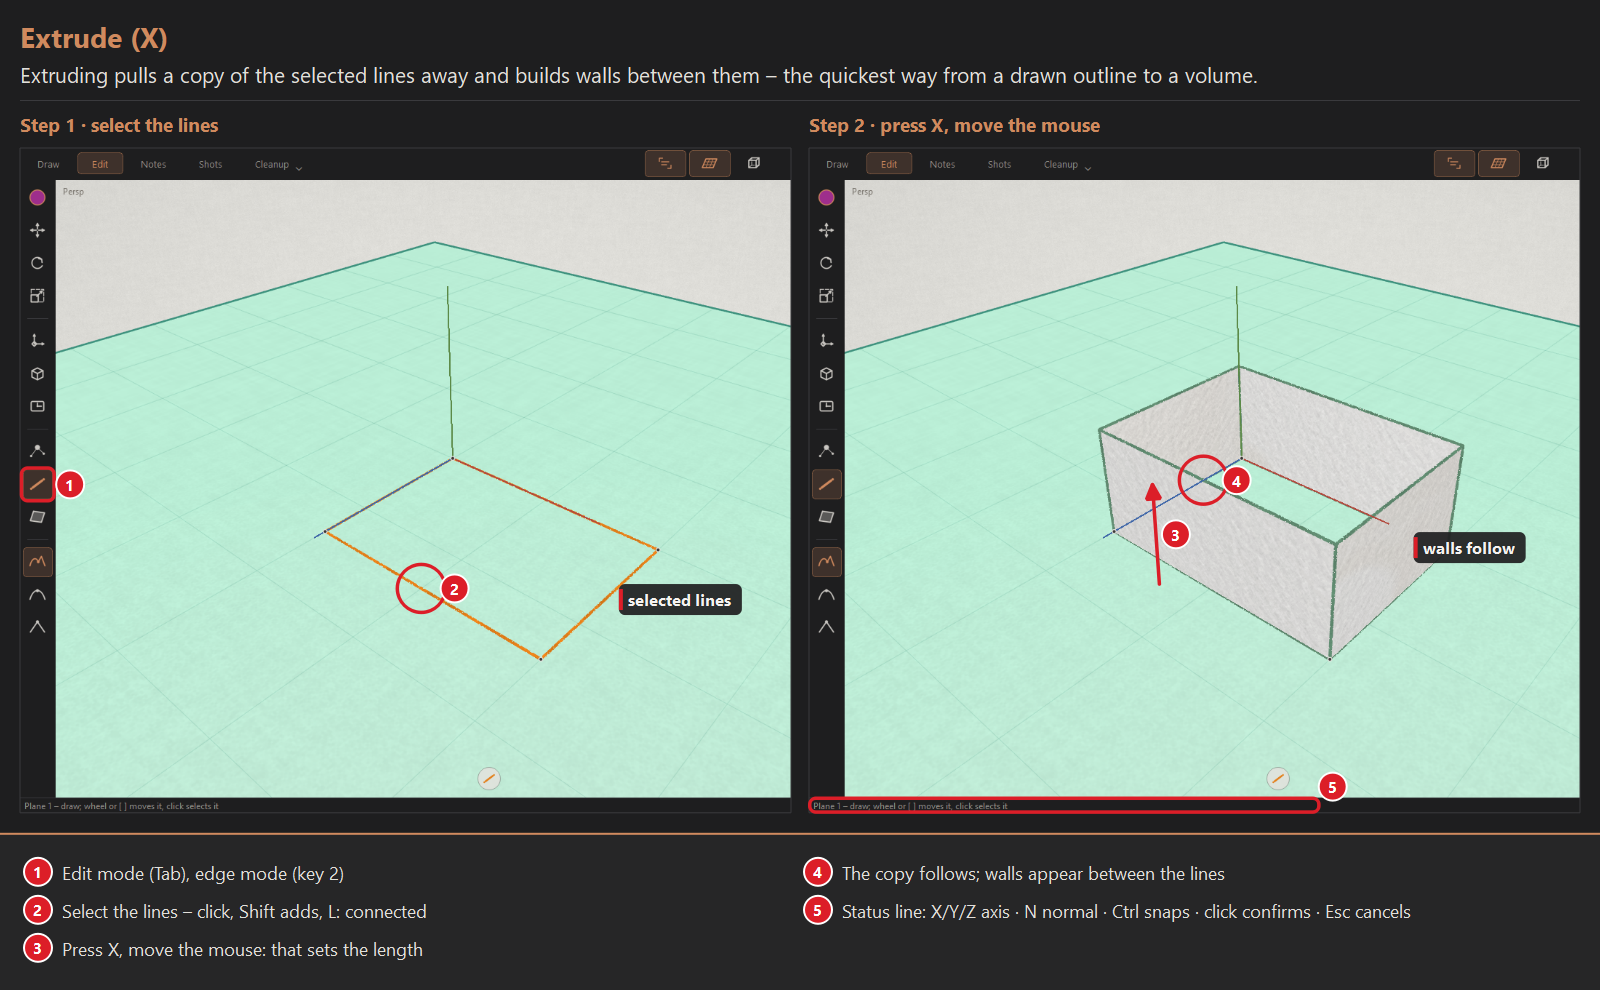 Extrude (X)
Extruding pulls a copy of the selected lines away and builds walls between them – the quickest way from a drawn outline to a volume.
Step 1 · select the lines
Draw Edit Notes Shots Cleanup
Persp
1
2
selected lines
Plane 1 – draw; wheel or [ ] moves it, click selects it
Step 2 · press X, move the mouse
Draw Edit Notes Shots Cleanup
Persp
4
3
walls follow
5
Plane 1 – draw; wheel or [ ] moves it, click selects it
1 Edit mode (Tab), edge mode (key 2)
2 Select the lines – click, Shift adds, L: connected
3 Press X, move the mouse: that sets the length
4 The copy follows; walls appear between the lines
5 Status line: X/Y/Z axis · N normal · Ctrl snaps · click confirms · Esc cancels